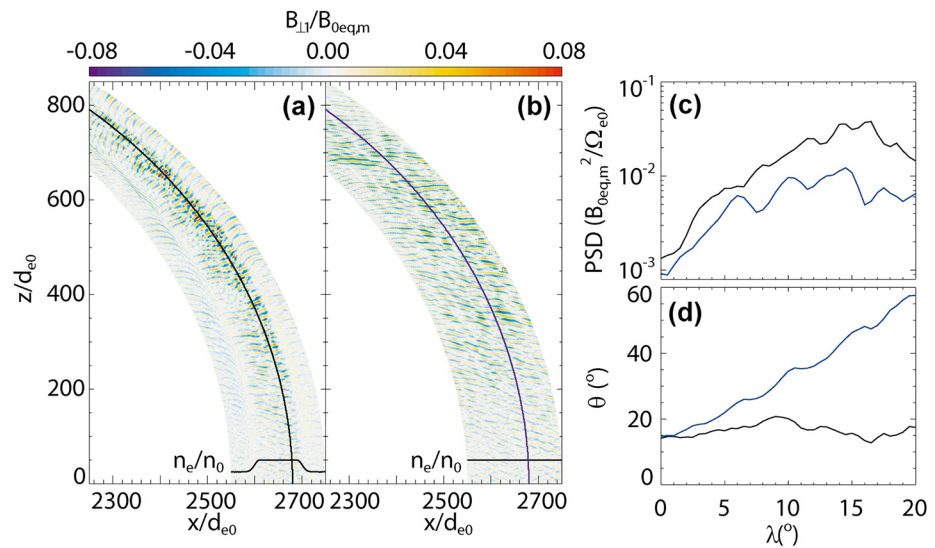 B⊥1/B0eq,m
-0.08 -0.04 0.00 0.04 0.08
(a)
(b)
(c)
(d)
800
600
400
200
0
z/de0
ne/n0
ne/n0
2300 2500 2700
x/de0
2300 2500 2700
x/de0
10-1
10-2
10-3
PSD (B0eq,m2/Ωe0)
60
40
20
0
θ (°)
0 5 10 15 20
λ(°)